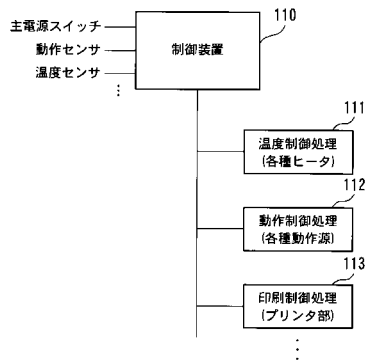 110
主電源スイッチ
動作センサ
温度センサ
制御装置
111
温度制御処理
(各種ヒータ)
112
動作制御処理
(各種動作源)
113
印刷制御処理
(プリンタ部)